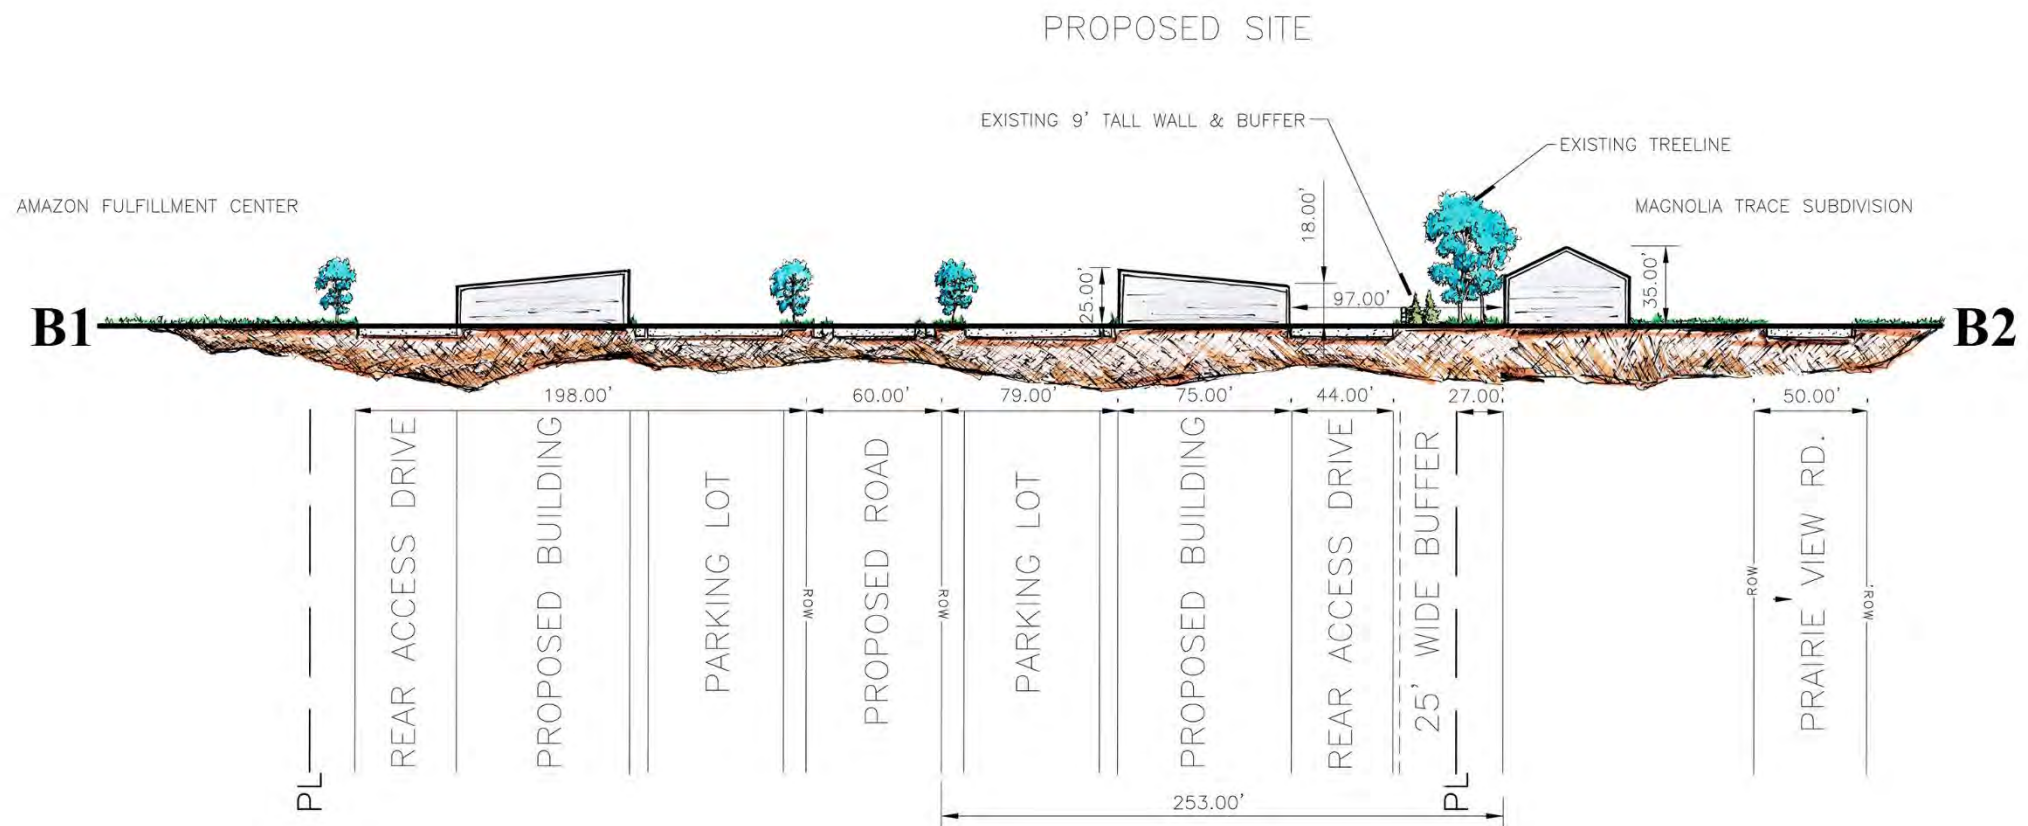 PROPOSED SITE
EXISTING 9' TALL WALL & BUFFER
EXISTING TREELINE
AMAZON FULFILLMENT CENTER
MAGNOLIA TRACE SUBDIVISION
18.00'
25.00'
97.00'
35.00'
B1
B2
198.00'
60.00'
79.00'
75.00'
44.00'
27.00'
50.00'
PL
REAR ACCESS DRIVE
PROPOSED BUILDING
PARKING LOT
ROW
PROPOSED ROAD
ROW
PARKING LOT
PROPOSED BUILDING
REAR ACCESS DRIVE
25' WIDE BUFFER
PL
ROW
PRAIRIE VIEW RD.
ROW
253.00'